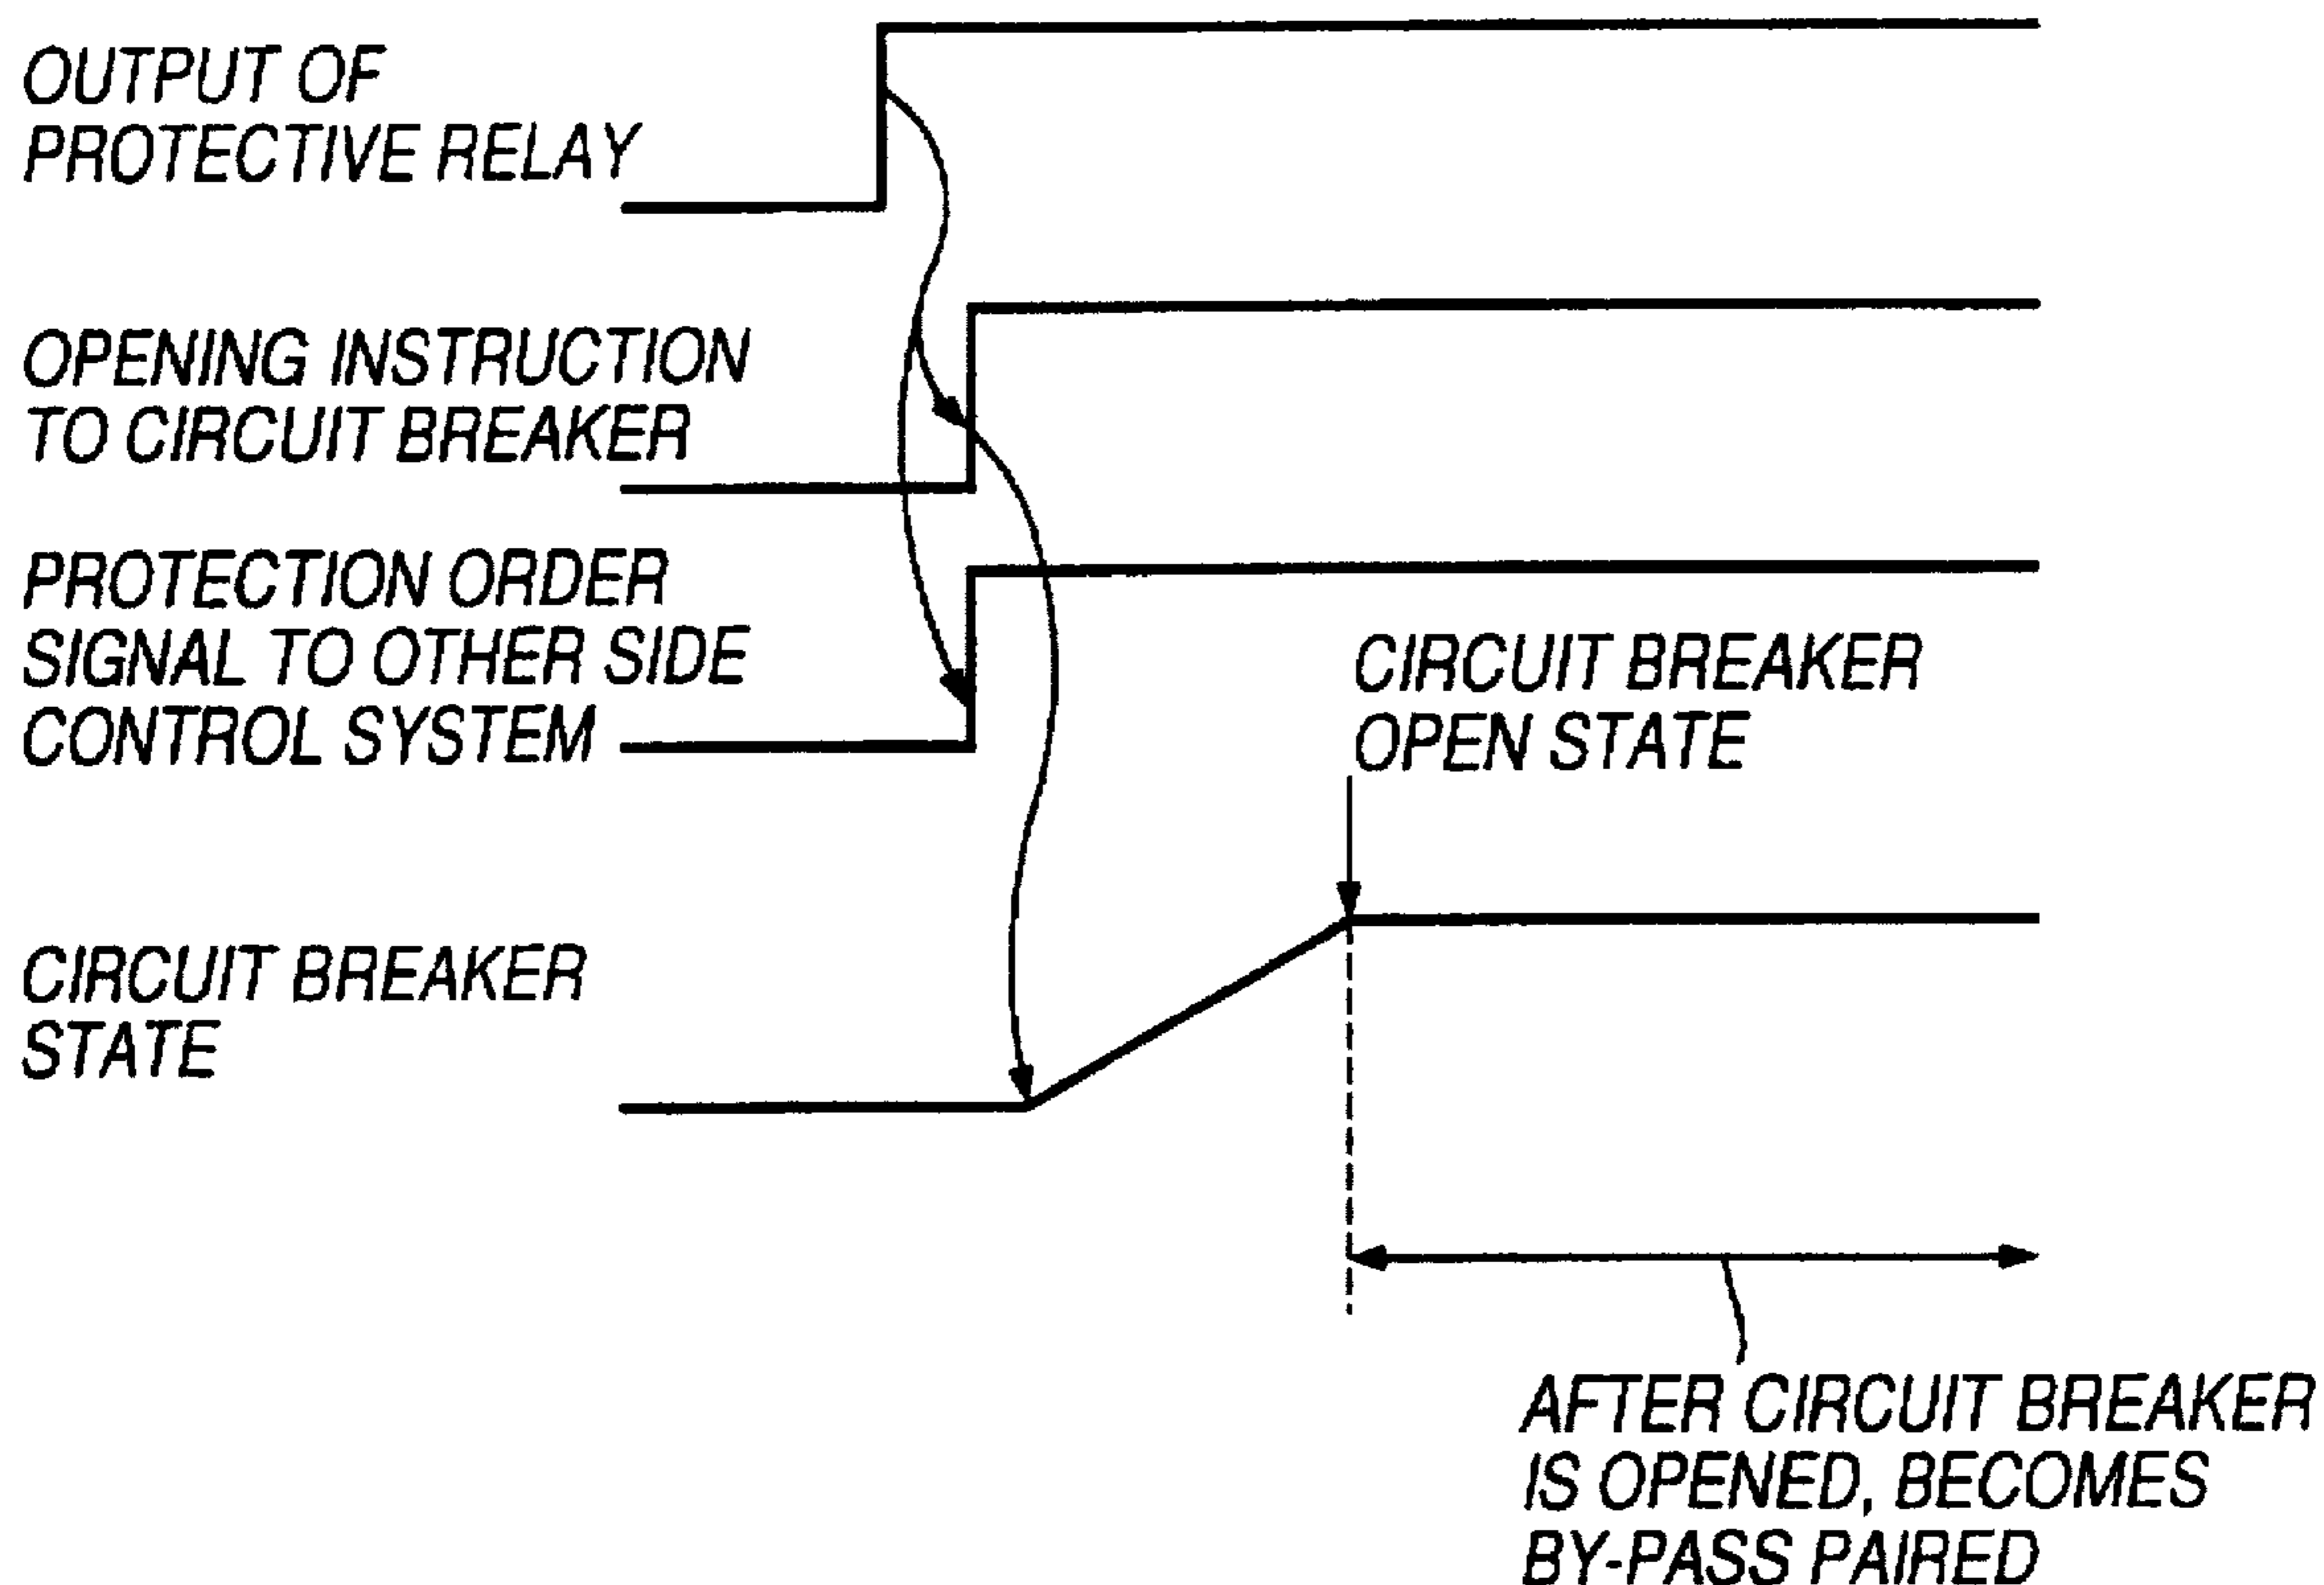 OUTPUT OF
PROTECTIVE RELAY
OPENING INSTRUCTION
TO CIRCUIT BREAKER
PROTECTION ORDER
SIGNAL TO OTHER SIDE
CONTROL SYSTEM
CIRCUIT BREAKER
OPEN STATE
CIRCUIT BREAKER
STATE
AFTER CIRCUIT BREAKER
IS OPENED, BECOMES
BY-PASS PAIRED